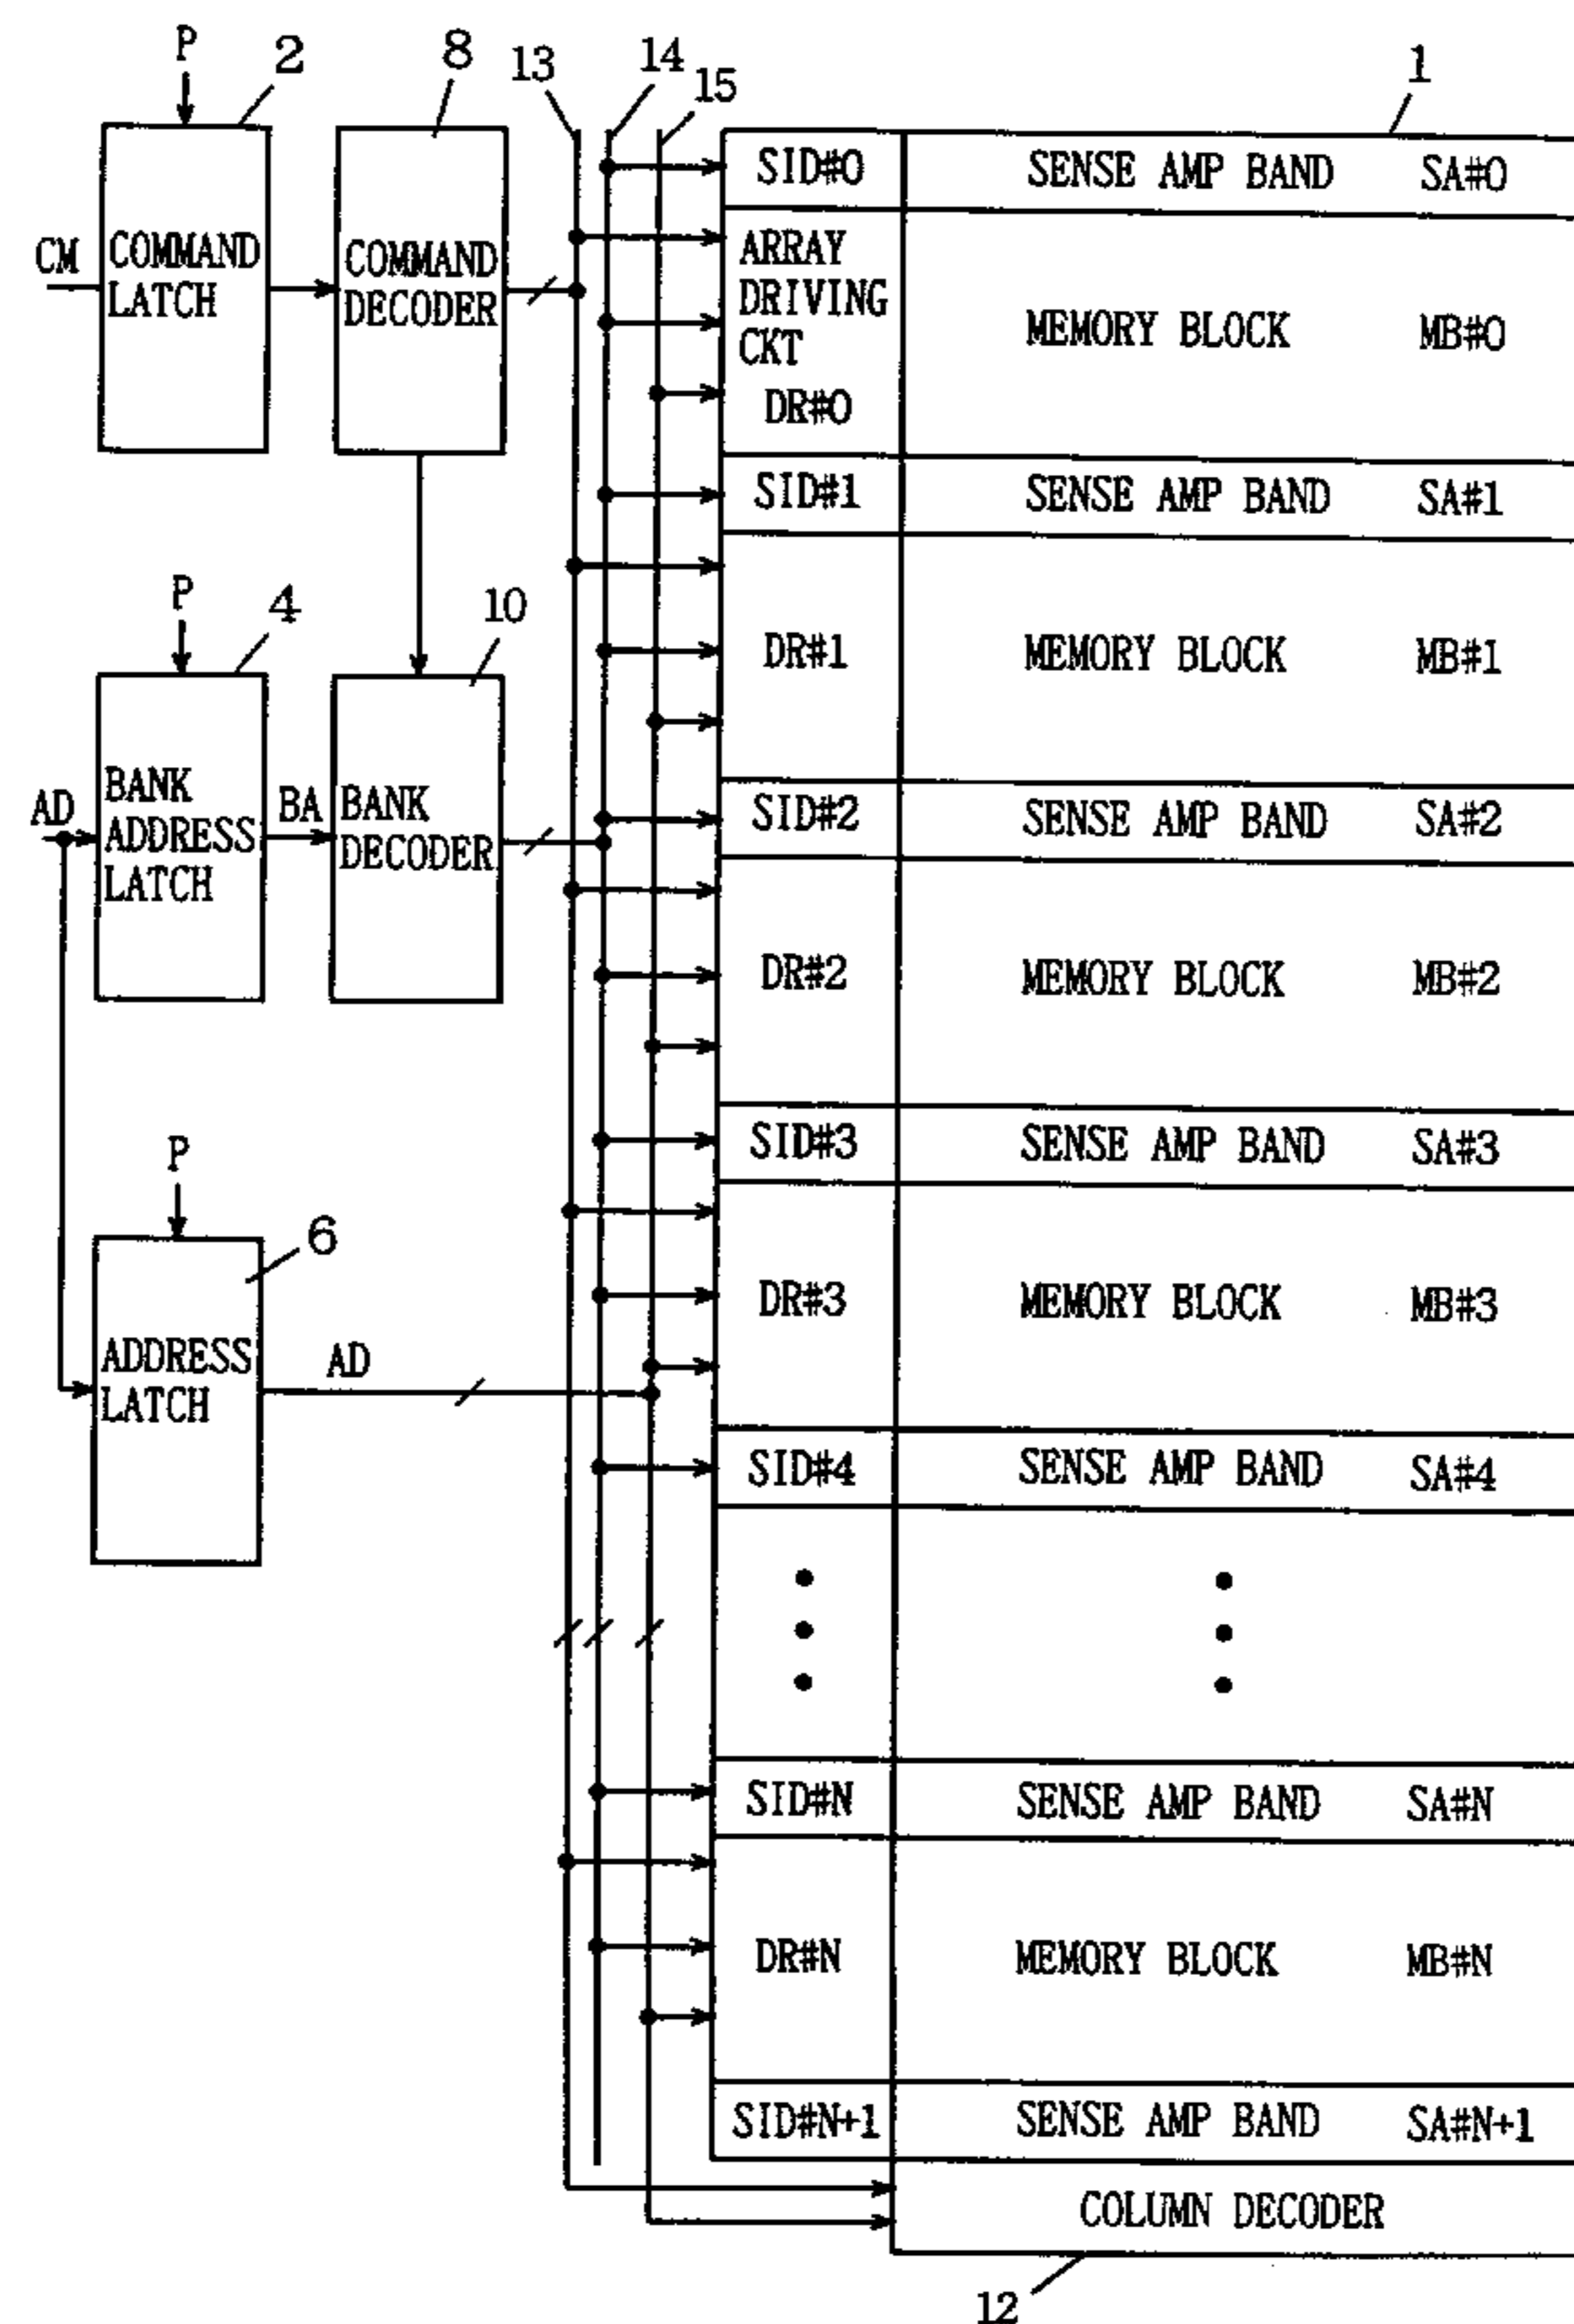 P
2
8
13
14
15
1
CM
COMMAND
LATCH
COMMAND
DECODER
SID#0
SENSE AMP BAND SA#0
ARRAY
DRIVING
CKT
DR#0
MEMORY BLOCK MB#0
SID#1
SENSE AMP BAND SA#1
P
4
10
DR#1
MEMORY BLOCK MB#1
AD
BANK
ADDRESS
LATCH
BA
BANK
DECODER
SID#2
SENSE AMP BAND SA#2
DR#2
MEMORY BLOCK MB#2
SID#3
SENSE AMP BAND SA#3
P
6
ADDRESS
LATCH
AD
DR#3
MEMORY BLOCK MB#3
SID#4
SENSE AMP BAND SA#4
SID#N
SENSE AMP BAND SA#N
DR#N
MEMORY BLOCK MB#N
SID#N+1
SENSE AMP BAND SA#N+1
COLUMN DECODER
12